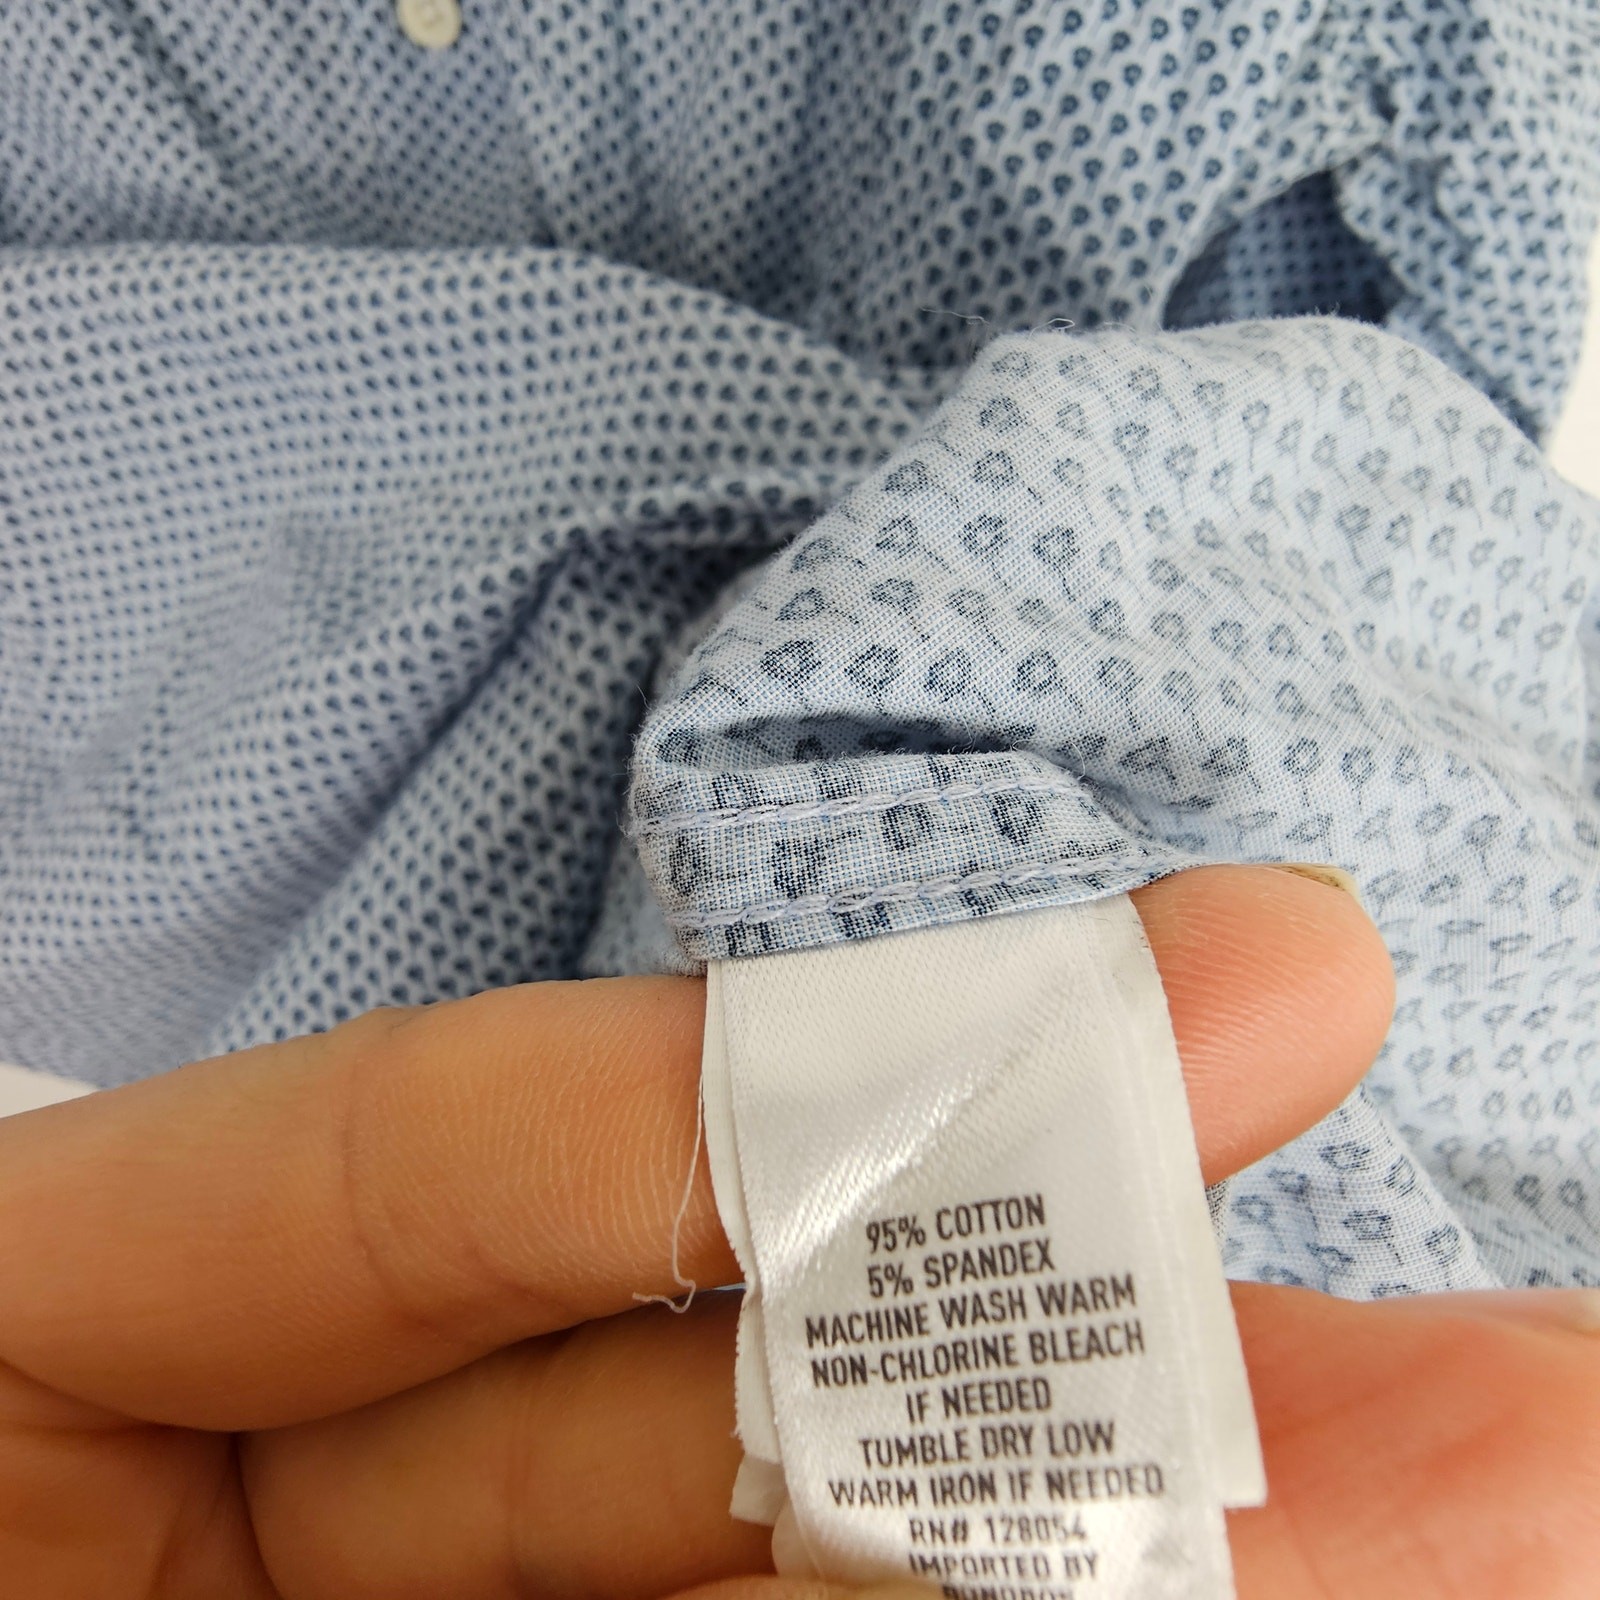 95% COTTON
5% SPANDEX
MACHINE WASH WARM
NON-CHLORINE BLEACH
IF NEEDED
TUMBLE DRY LOW
WARM IRON IF NEEDED
RN# 128054
IMPORTED BY